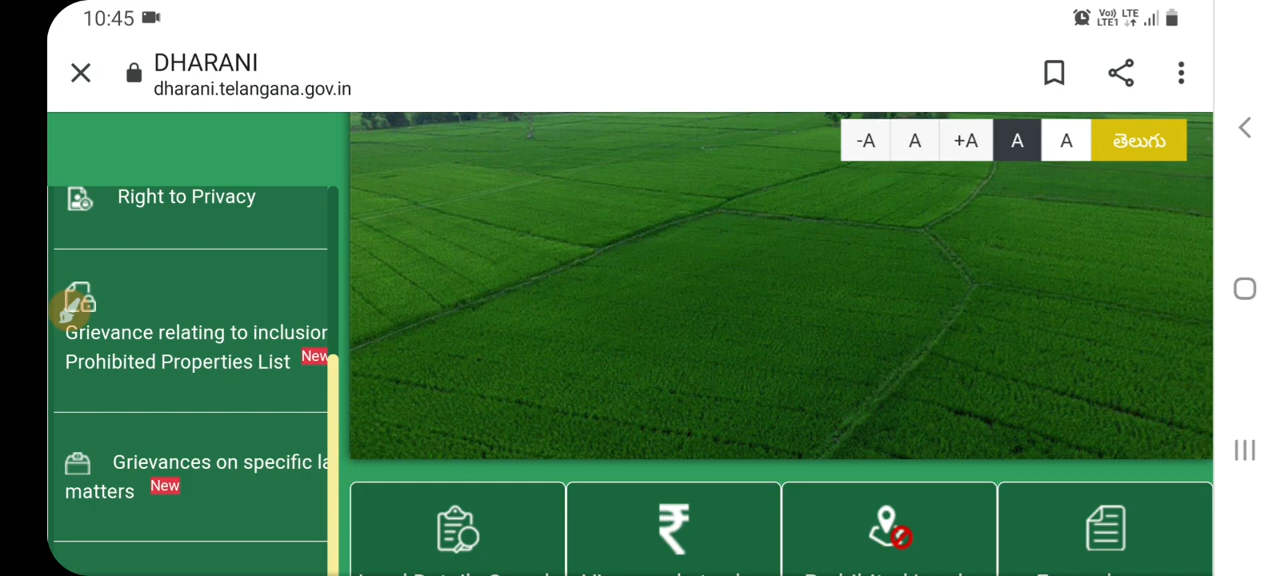 10:45
Vo)) LTE
LTE1
DHARANI
dharani.telangana.gov.in
-A A +A A A తెలుగు
Right to Privacy
Grievance relating to inclusion
Prohibited Properties List New
Grievances on specific la
matters New